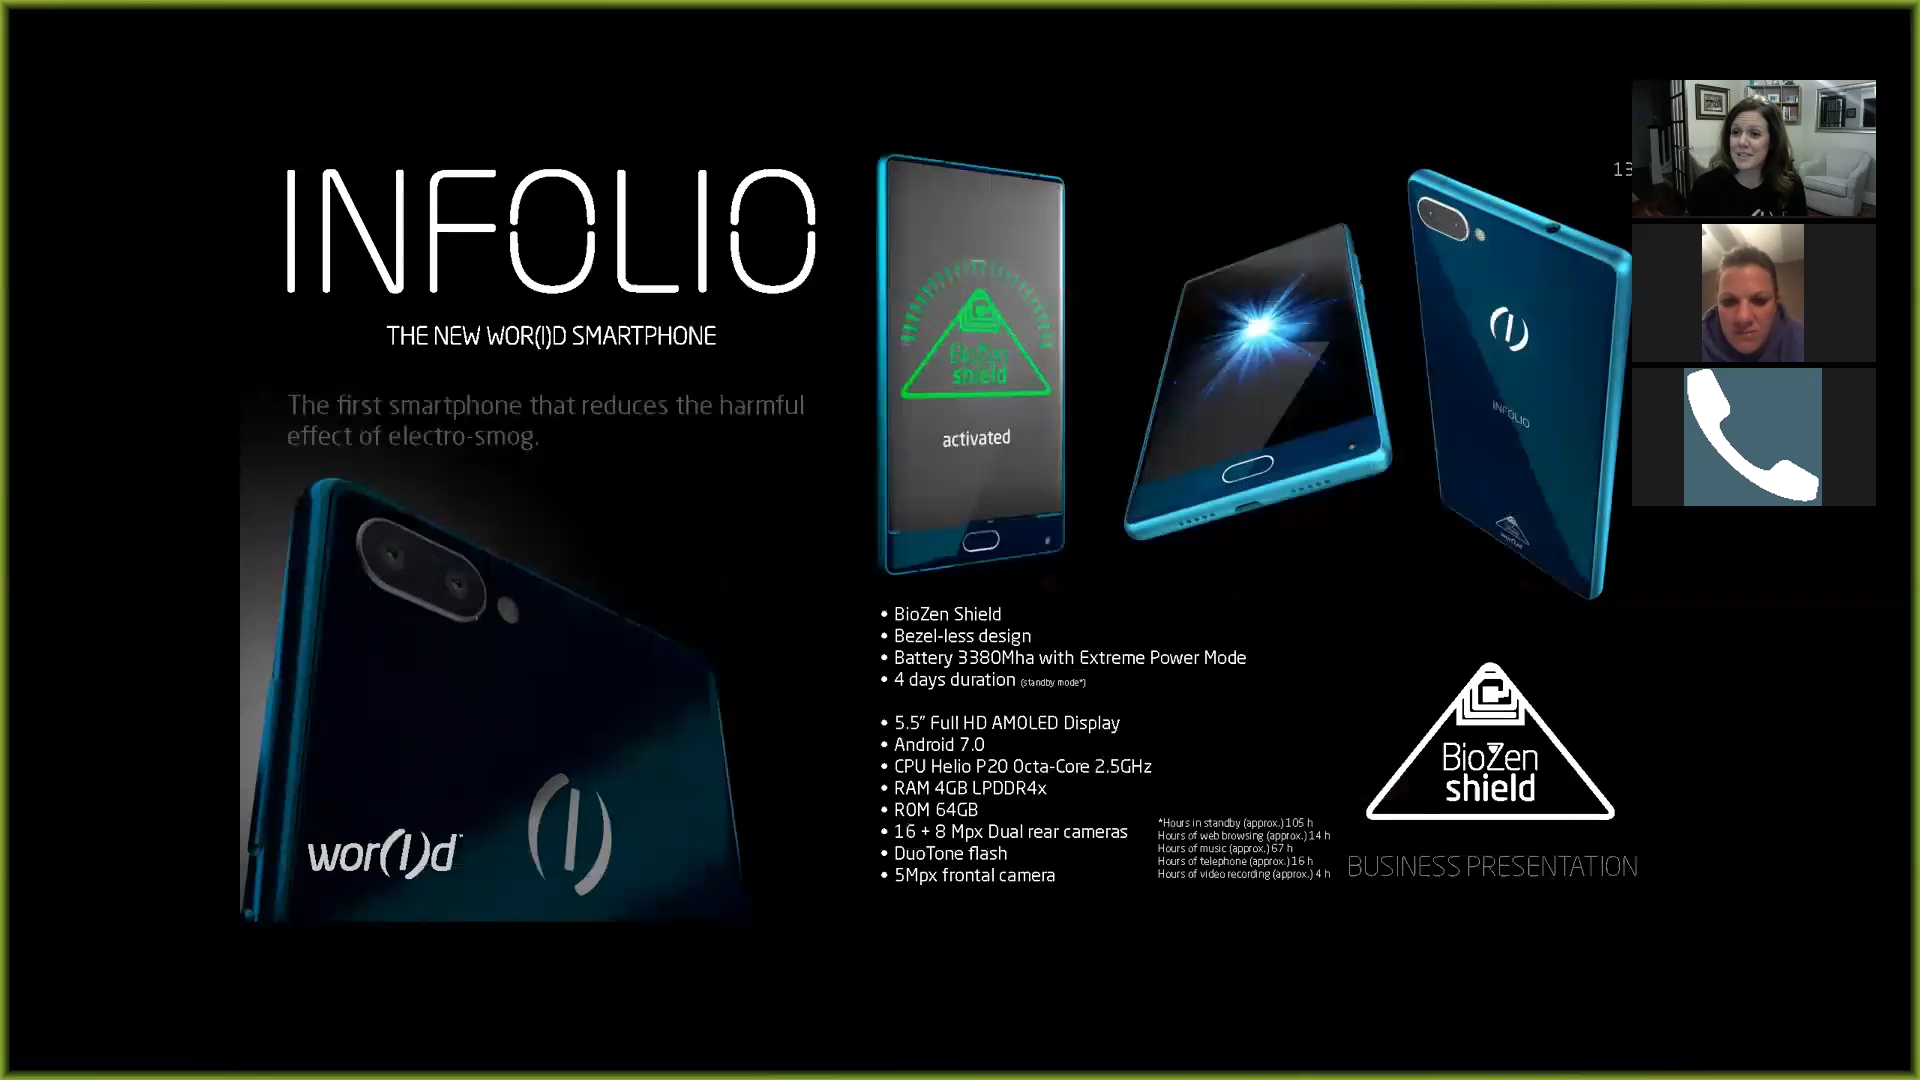 INFOLIO
THE NEW WOR(I)D SMARTPHONE
The first smartphone that reduces the harmful
effect of electro-smog.
wor(i)d™
BioZen
shield
activated
INFOLIO
wor(i)d
13
• BioZen Shield
• Bezel-less design
• Battery 3380Mha with Extreme Power Mode
• 4 days duration (standby mode*)
• 5.5" Full HD AMOLED Display
• Android 7.0
• CPU Helio P20 Octa-Core 2.5GHz
• RAM 4GB LPDDR4x
• ROM 64GB
• 16 + 8 Mpx Dual rear cameras
• DuoTone flash
• 5Mpx frontal camera
*Hours in standby (approx.) 105 h
Hours of web browsing (approx.) 14 h
Hours of music (approx.) 67 h
Hours of telephone (approx.) 16 h
Hours of video recording (approx.) 4 h
BioZen
shield
BUSINESS PRESENTATION